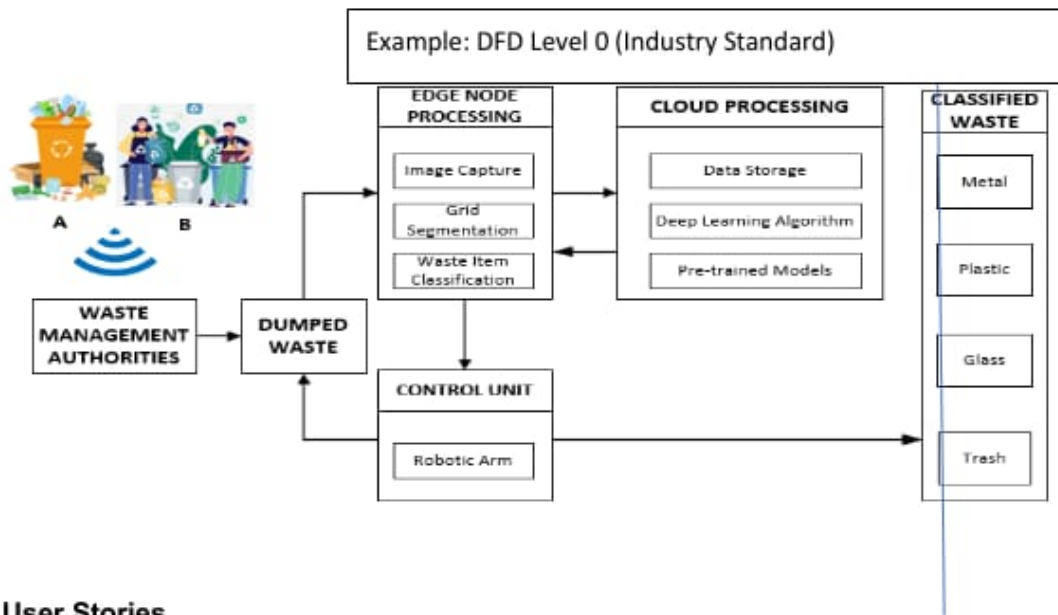 Example: DFD Level 0 (Industry Standard)
EDGE NODE
PROCESSING
Image Capture
Grid
Segmentation
Waste Item
Classification
CLOUD PROCESSING
Data Storage
Deep Learning Algorithm
Pre-trained Models
CLASSIFIED
WASTE
Metal
Plastic
Glass
Trash
A
B
WASTE
MANAGEMENT
AUTHORITIES
DUMPED
WASTE
CONTROL UNIT
Robotic Arm
User Stories